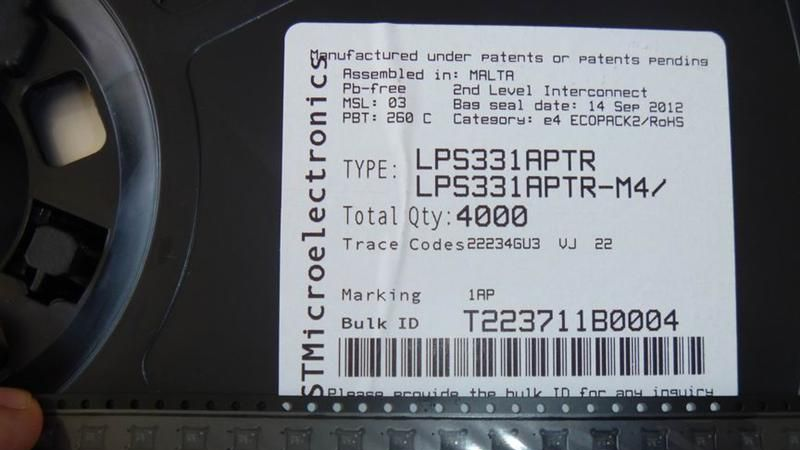 Manufactured under patents or patents pending
Assembled in: MALTA
Pb-free 2nd Level Interconnect
MSL: 03 Bag seal date: 14 Sep 2012
PBT: 260 C Category: e4 ECOPACK2/RoHS
TYPE: LPS331APTR
LPS331APTR-M4/
Total Qty: 4000
Trace Codes 22234GU3 VJ 22
Marking 1AP
Bulk ID T223711B0004
Please provide the bulk ID for any inquiry
STMicroelectronics